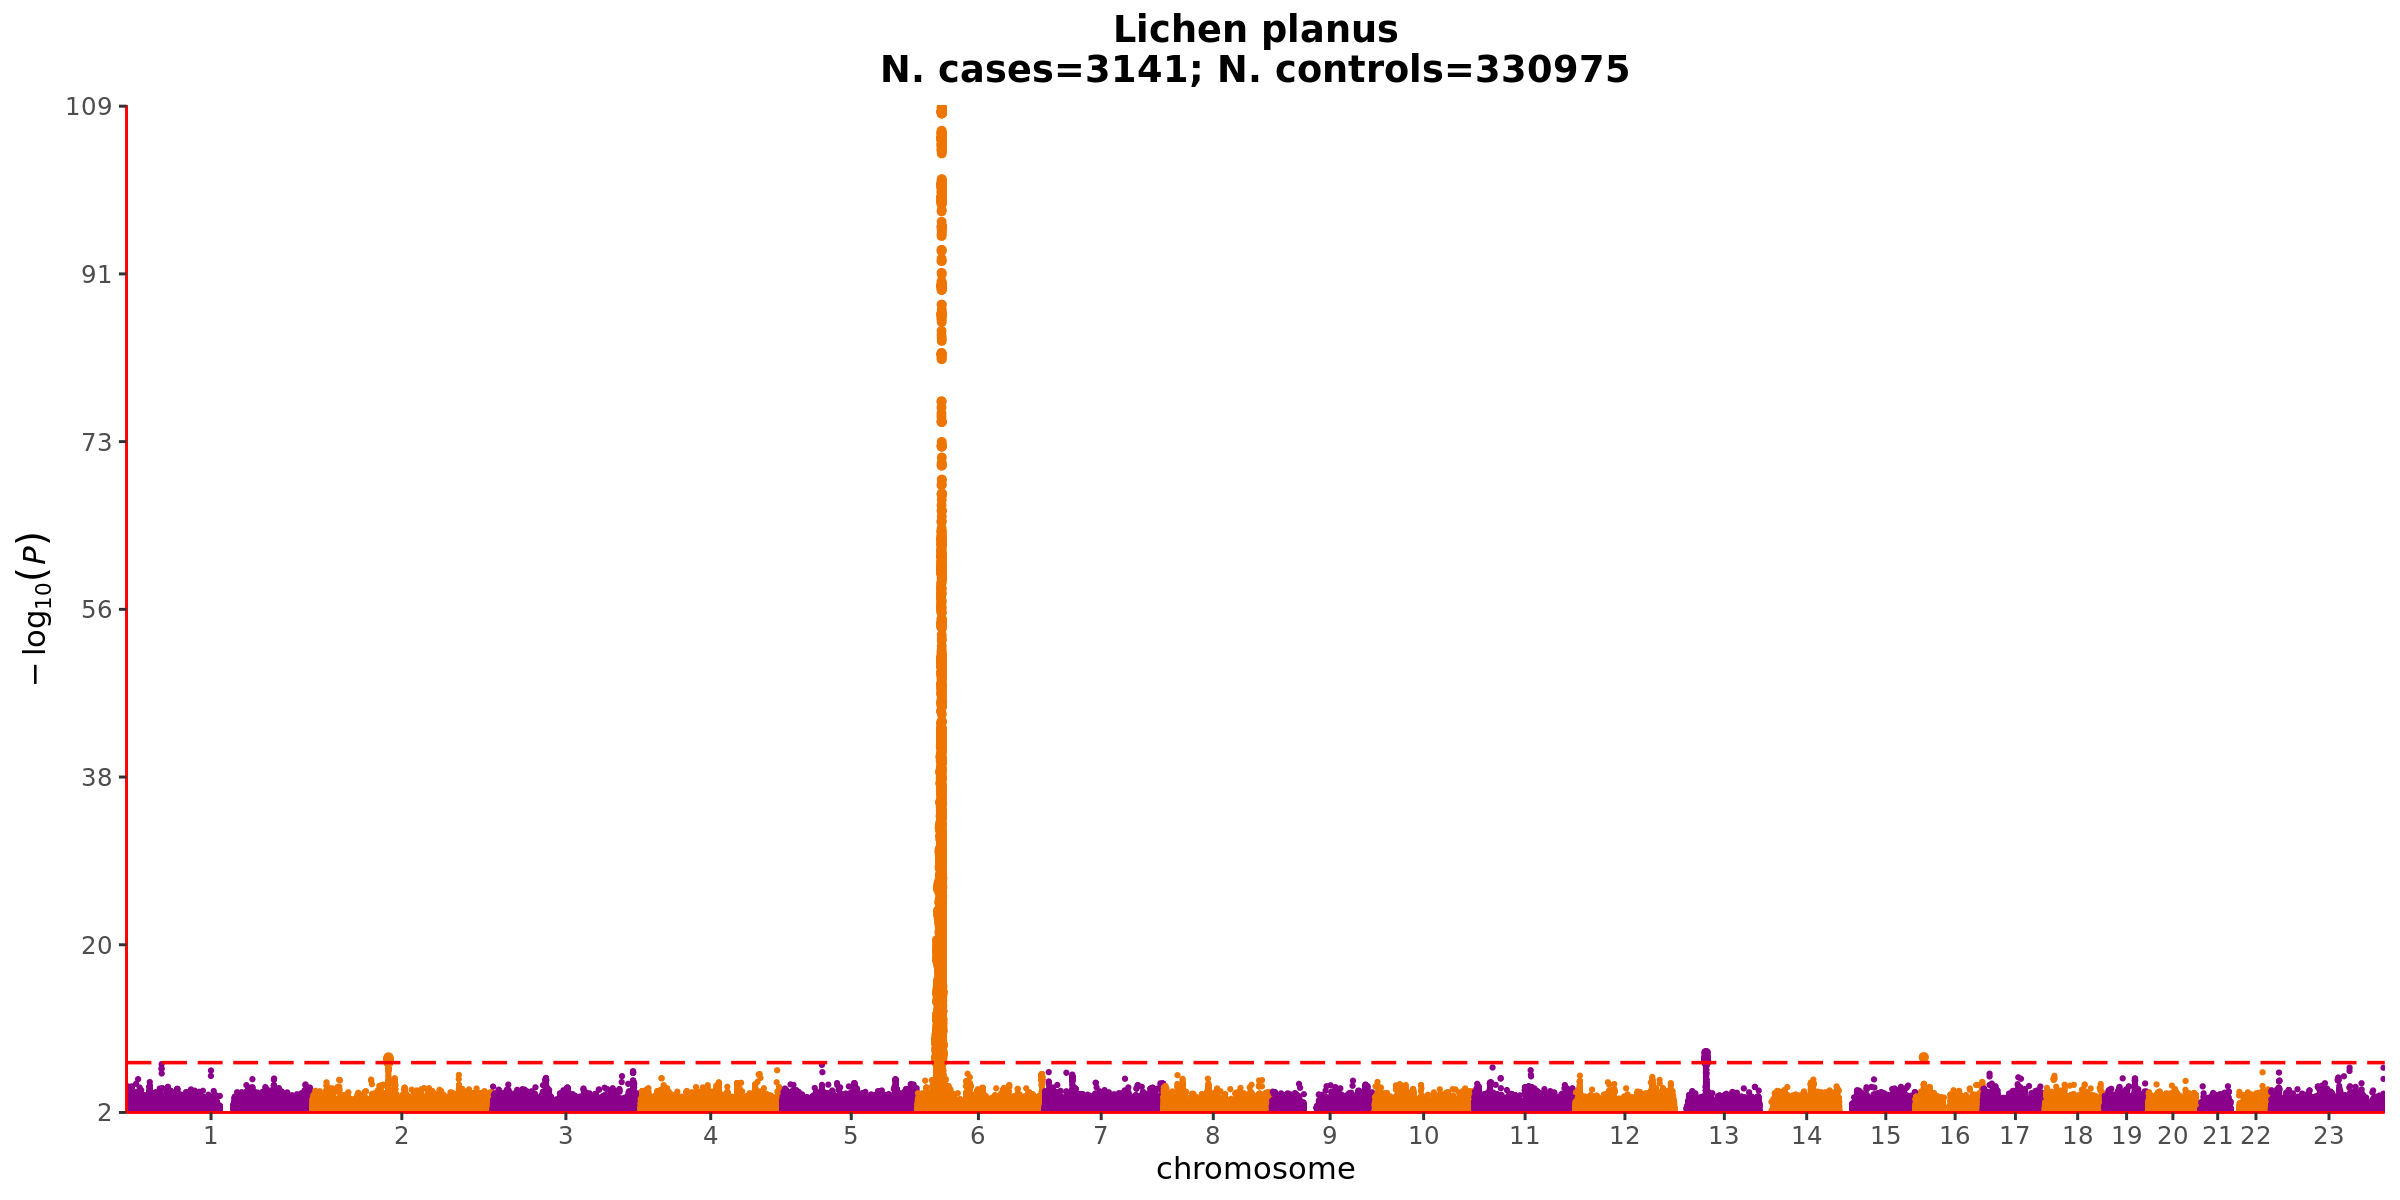 Lichen planus
N. cases=3141; N. controls=330975
109
91
73
56
38
20
2
− log10(P)
1 2 3 4 5 6 7 8 9 10 11 12 13 14 15 16 17 18 19 20 21 22 23
chromosome